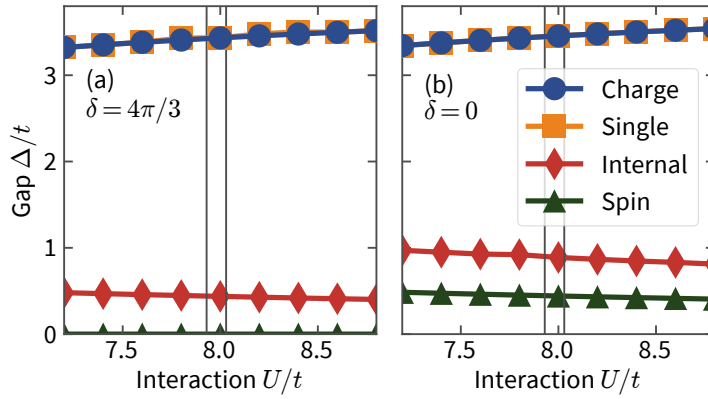 (a)
δ = 4π/3
(b)
δ = 0
Charge
Single
Internal
Spin
Gap Δ/t
3
2
1
0
7.5
8.0
8.5
7.5
8.0
8.5
Interaction U/t
Interaction U/t